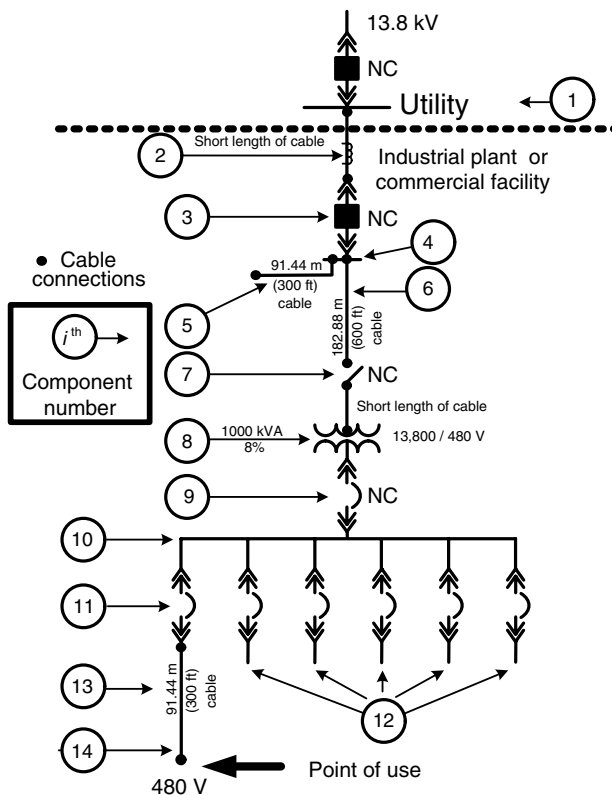 13.8 kV
NC
Utility
1
2
Short length of cable
Industrial plant or
commercial facility
3
NC
4
• Cable
connections
91.44 m
(300 ft)
cable
5
6
182.88 m
(600 ft)
cable
i th
Component
number
7
NC
Short length of cable
8
1000 kVA
8%
13,800 / 480 V
9
NC
10
11
91.44 m
(300 ft)
cable
13
12
14
Point of use
480 V